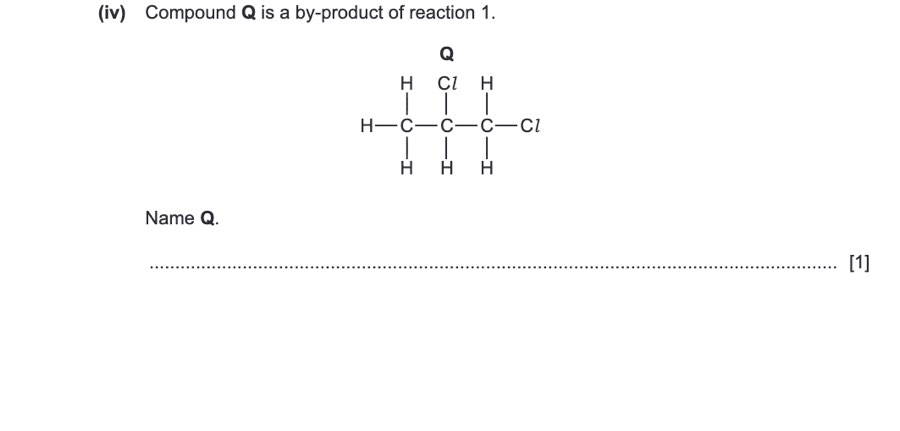 (iv) Compound Q is a by-product of reaction 1.
Q
H Cl H
H—C—C—C—Cl
H H H
Name Q.
................................................................................ [1]